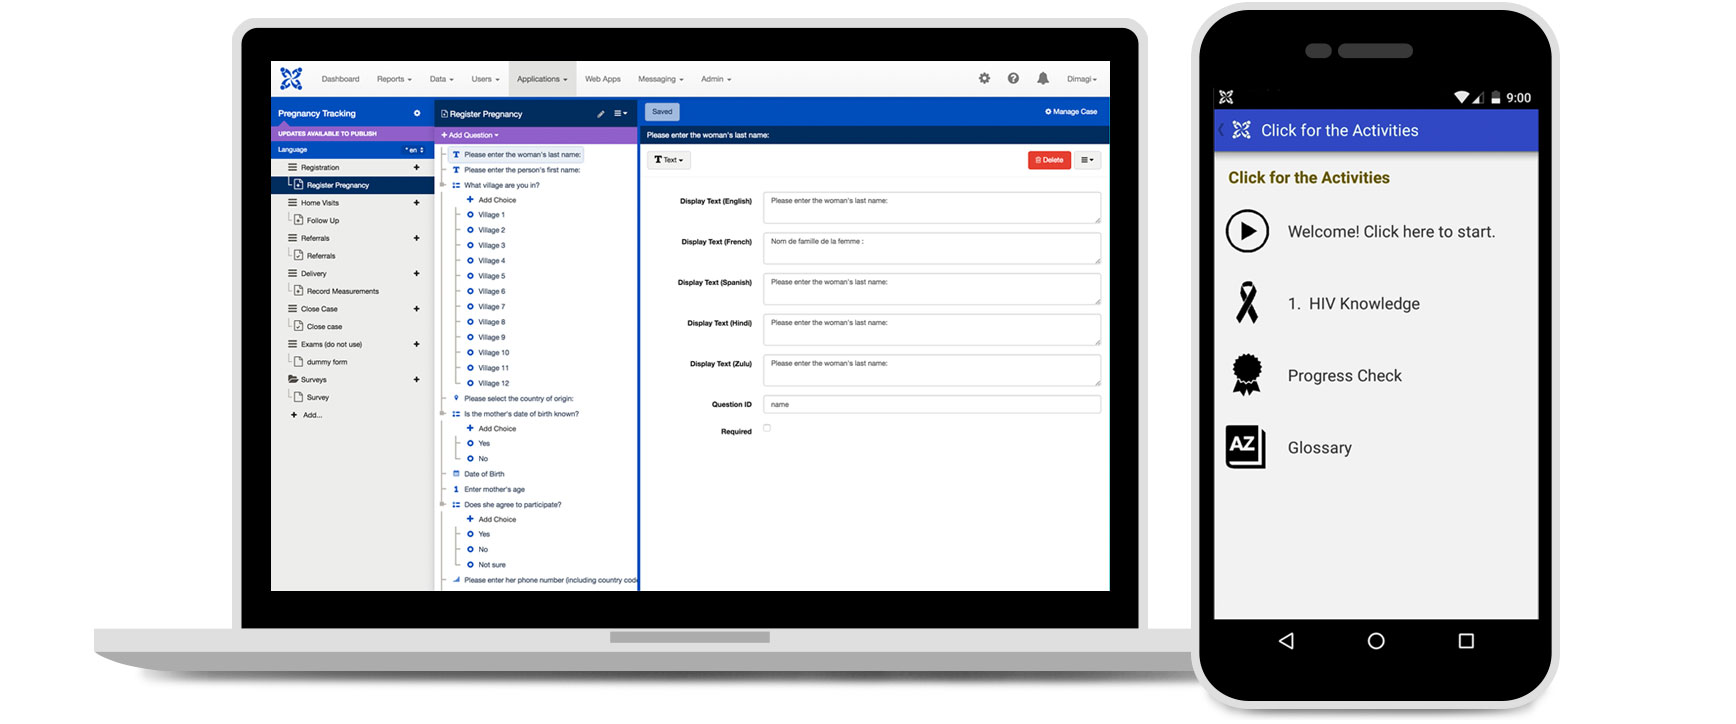 Dashboard Reports Data Users Applications Web Apps Messaging Admin Dimagi
Pregnancy Tracking
UPDATES AVAILABLE TO PUBLISH
Language * en
Registration
Register Pregnancy
Home Visits
Follow Up
Referrals
Referrals
Delivery
Record Measurements
Close Case
Close case
Exams (do not use)
dummy form
Surveys
Survey
Add...
Register Pregnancy
Add Question
Please enter the woman's last name:
Please enter the person's first name:
What village are you in?
Add Choice
Village 1
Village 2
Village 3
Village 4
Village 5
Village 6
Village 7
Village 8
Village 9
Village 10
Village 11
Village 12
Please select the country of origin:
Is the mother's date of birth known?
Add Choice
Yes
No
Date of Birth
1 Enter mother's age
Does she agree to participate?
Add Choice
Yes
No
Not sure
Please enter her phone number (including country code
Saved Manage Case
Please enter the woman's last name:
T Text Delete
Display Text (English) Please enter the woman's last name:
Display Text (French) Nom de famille de la femme :
Display Text (Spanish) Please enter the woman's last name:
Display Text (Hindi) Please enter the woman's last name:
Display Text (Zulu) Please enter the woman's last name:
Question ID name
Required
9:00
Click for the Activities
Click for the Activities
Welcome! Click here to start.
1. HIV Knowledge
Progress Check
AZ Glossary